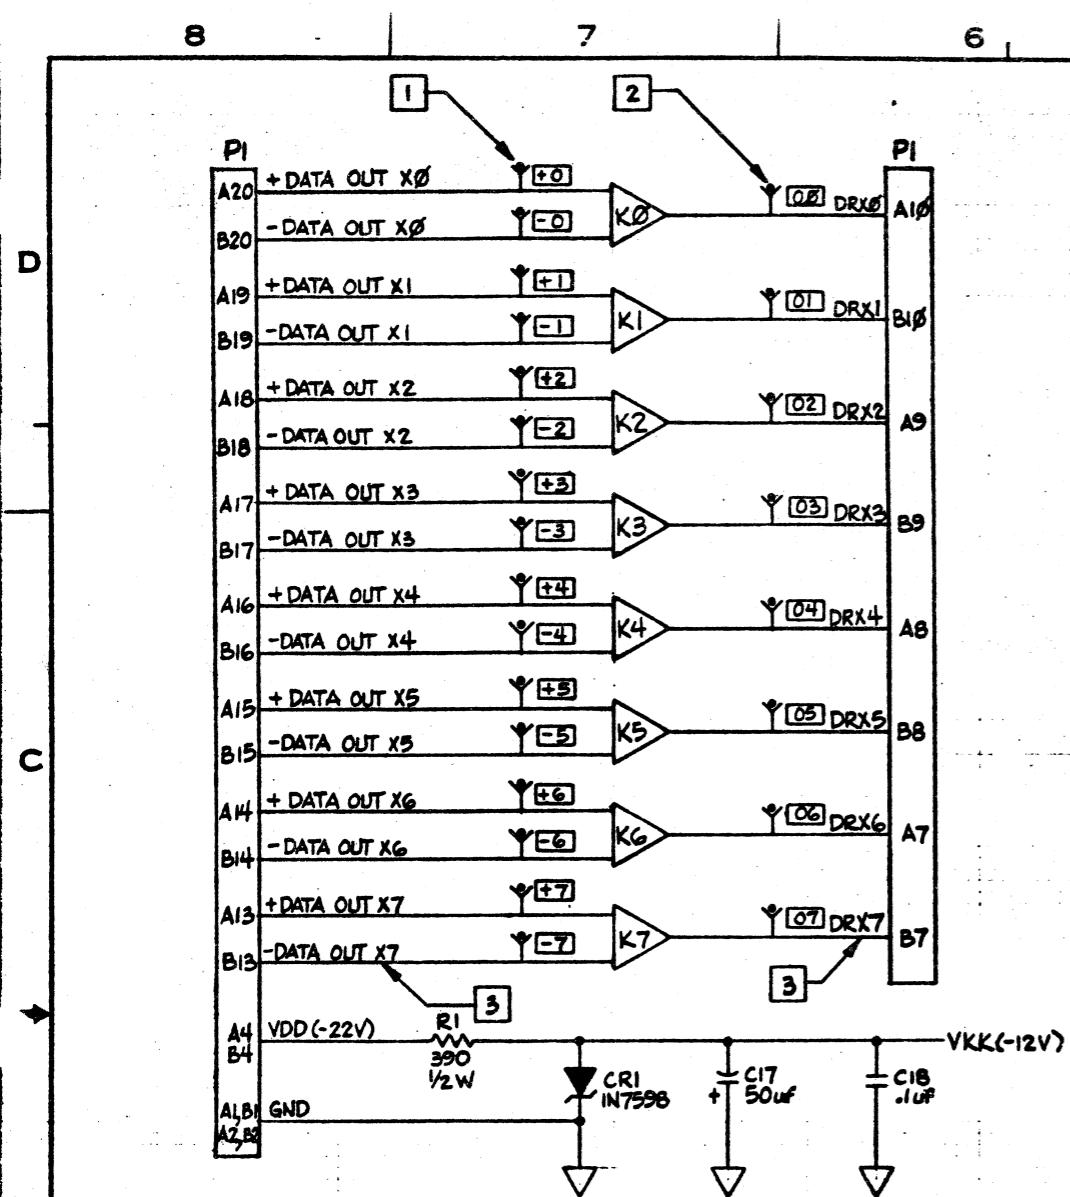 8 7 6
1 2
P1 P1
D
C
A20 +DATA OUT XØ +0
B20 -DATA OUT XØ -0
KØ 0Ø DRXØ A1Ø
A19 +DATA OUT X1 +1
B19 -DATA OUT X1 -1
K1 01 DRX1 B1Ø
A18 +DATA OUT X2 +2
B18 -DATA OUT X2 -2
K2 02 DRX2 A9
A17 +DATA OUT X3 +3
B17 -DATA OUT X3 -3
K3 03 DRX3 B9
A16 +DATA OUT X4 +4
B16 -DATA OUT X4 -4
K4 04 DRX4 A8
A15 +DATA OUT X5 +5
B15 -DATA OUT X5 -5
K5 05 DRX5 B8
A14 +DATA OUT X6 +6
B14 -DATA OUT X6 -6
K6 06 DRX6 A7
A13 +DATA OUT X7 +7
B13 -DATA OUT X7 -7
K7 07 DRX7 B7
3 3
A4 VDD (-22V) R1 VKK(-12V)
B4 390
1/2 W
CR1
1N759B
C17
+ 50uf
C18
.1uf
A1,B1 GND
A2,B2